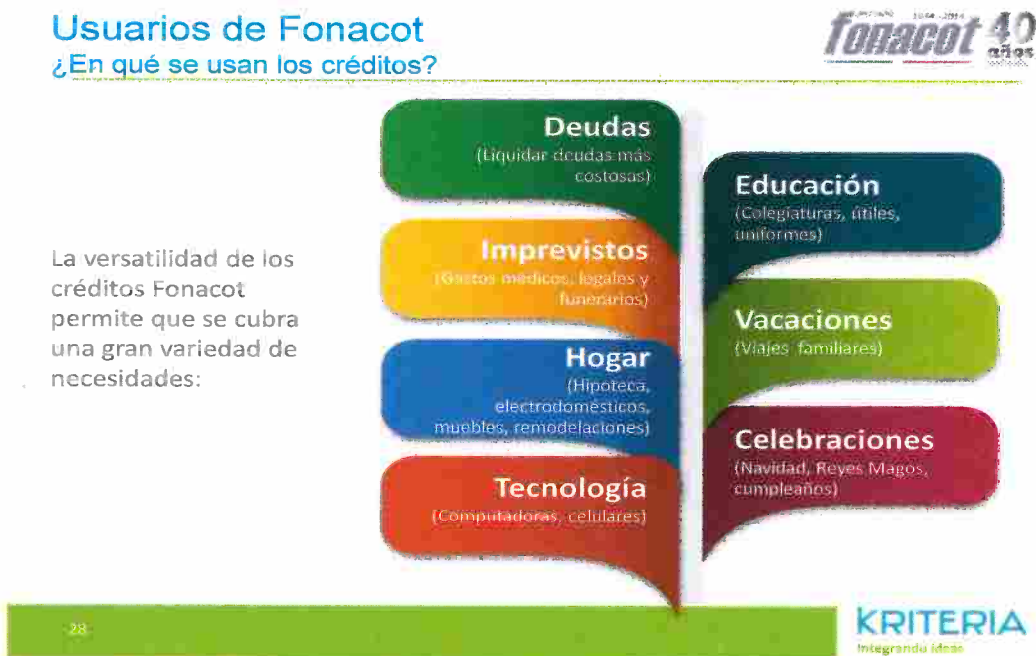 Usuarios de Fonacot
¿En qué se usan los créditos?
fonacot 40
años
La versatilidad de los
créditos Fonacot
permite que se cubra
una gran variedad de
necesidades:
Deudas
(Liquidar deudas más
costosas)
Imprevistos
(Gastos médicos, legales y
funerarios)
Hogar
(Hipoteca,
electrodomésticos,
muebles, remodelaciones)
Tecnología
(Computadoras, celulares)
Educación
(Colegiaturas, útiles,
uniformes)
Vacaciones
(Viajes familiares)
Celebraciones
(Navidad, Reyes Magos,
cumpleaños)
28
KRITERIA
Integrando ideas